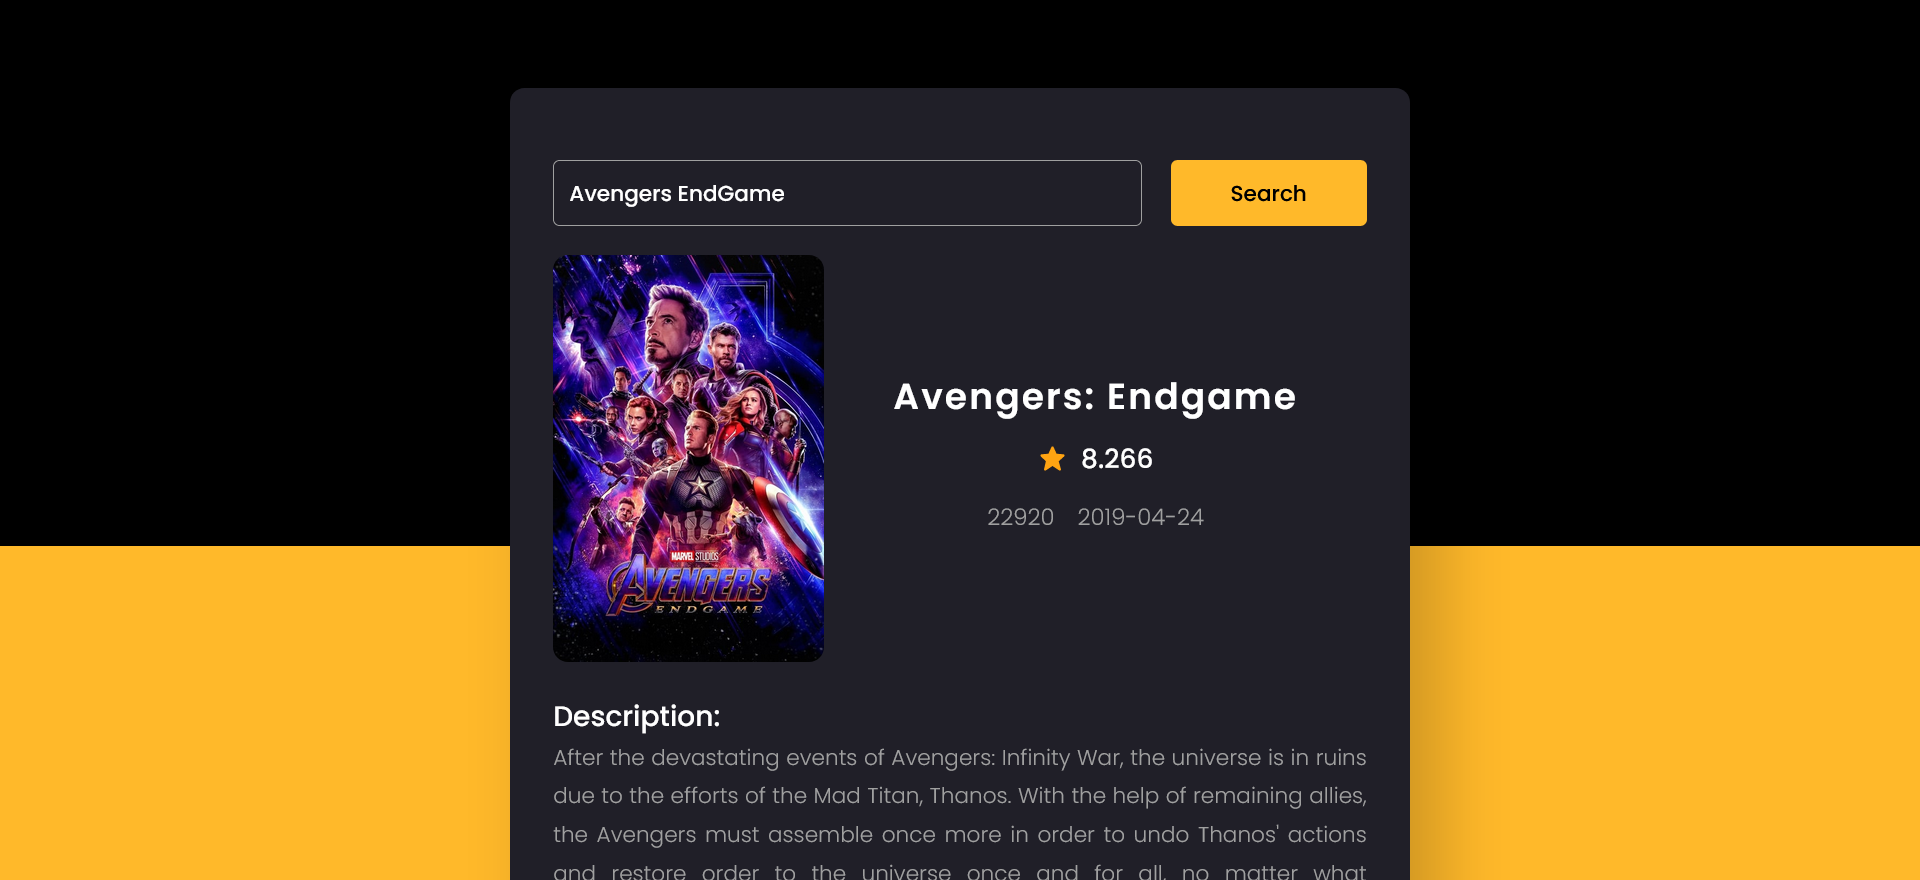 Avengers EndGame
Search
MARVEL STUDIOS
AVENGERS
ENDGAME
Avengers: Endgame
8.266
22920 2019-04-24
Description:
After the devastating events of Avengers: Infinity War, the universe is in ruins
due to the efforts of the Mad Titan, Thanos. With the help of remaining allies,
the Avengers must assemble once more in order to undo Thanos' actions
and restore order to the universe once and for all, no matter what